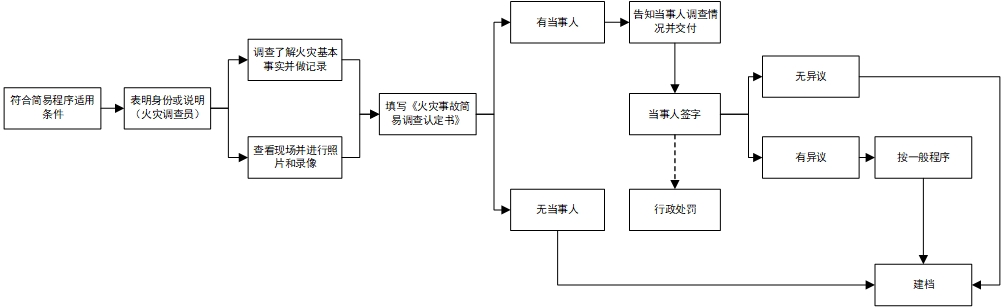 符合简易程序适用
条件
表明身份或说明
（火灾调查员）
调查了解火灾基本
事实并做记录
查看现场并进行照
片和录像
填写《火灾事故简
易调查认定书》
有当事人
无当事人
告知当事人调查情
况并交付
当事人签字
行政处罚
无异议
有异议
按一般程序
建档